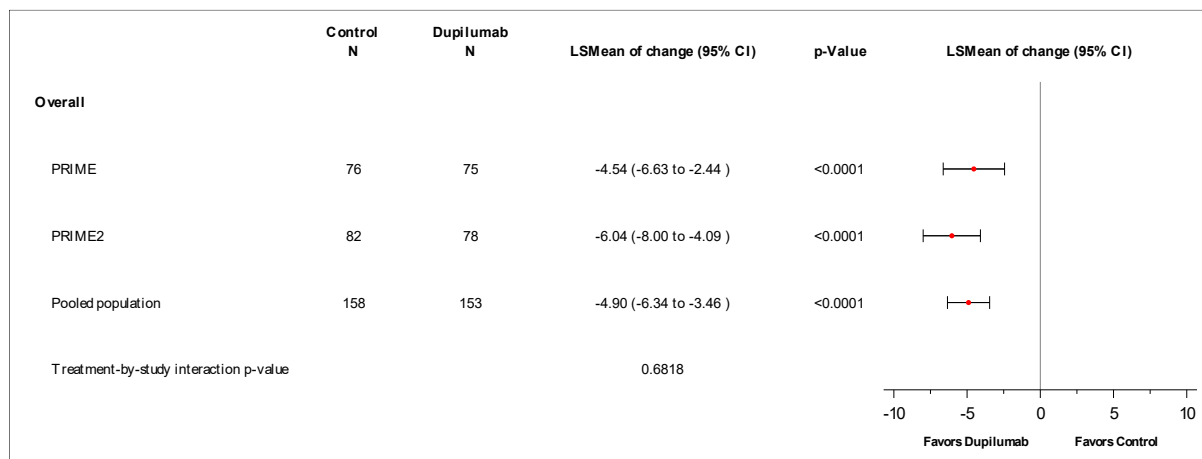 Control Dupilumab
N N LSMean of change (95% CI) p-Value LSMean of change (95% CI)
Overall
PRIME 76 75 -4.54 (-6.63 to -2.44 ) <0.0001
PRIME2 82 78 -6.04 (-8.00 to -4.09 ) <0.0001
Pooled population 158 153 -4.90 (-6.34 to -3.46 ) <0.0001
Treatment-by-study interaction p-value 0.6818
-10 -5 0 5 10
Favors Dupilumab Favors Control